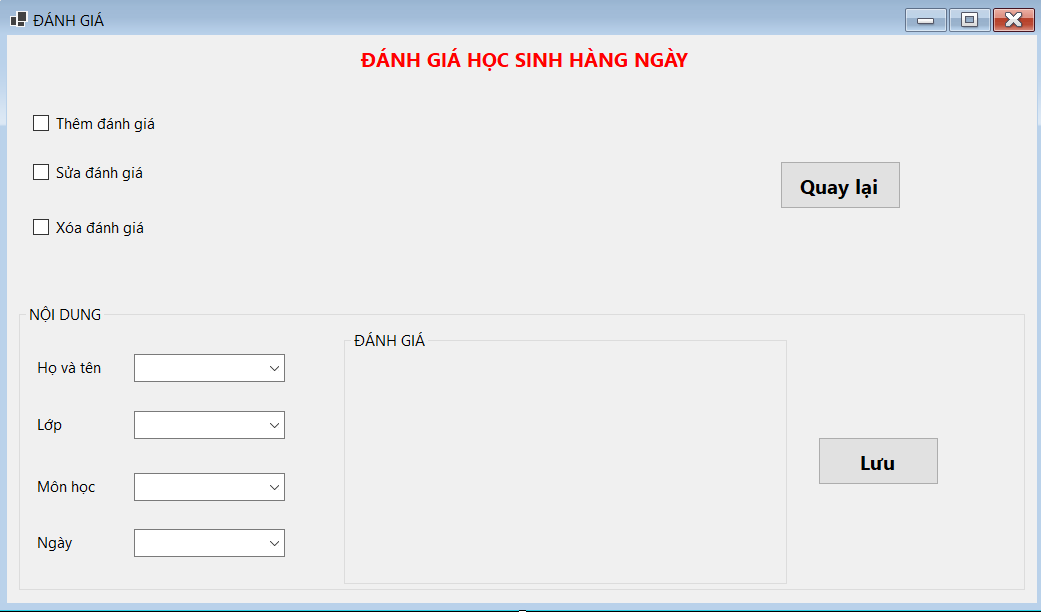 ĐÁNH GIÁ
ĐÁNH GIÁ HỌC SINH HÀNG NGÀY
Thêm đánh giá
Sửa đánh giá
Quay lại
Xóa đánh giá
NỘI DUNG
ĐÁNH GIÁ
Họ và tên
Lớp
Lưu
Môn học
Ngày